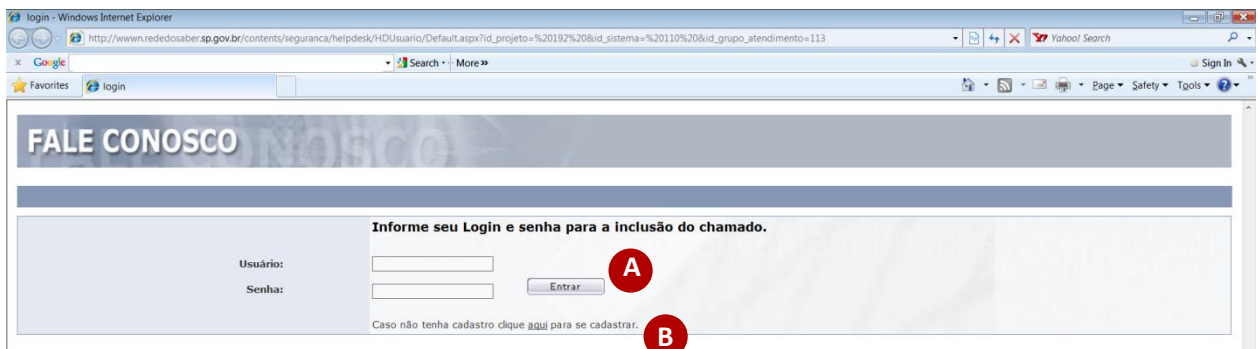 login - Windows Internet Explorer
http://wwwn.rededosaber.sp.gov.br/contents/seguranca/helpdesk/HDUsuario/Default.aspx?id_projeto=%20192%20&id_sistema=%20110%20&id_grupo_atendimento=113
Yahoo! Search
x Google Search More » Sign In
Favorites login Page Safety Tools
FALE CONOSCO
Informe seu Login e senha para a inclusão do chamado.
Usuário:
A
Senha: Entrar
Caso não tenha cadastro clique aqui para se cadastrar.
B